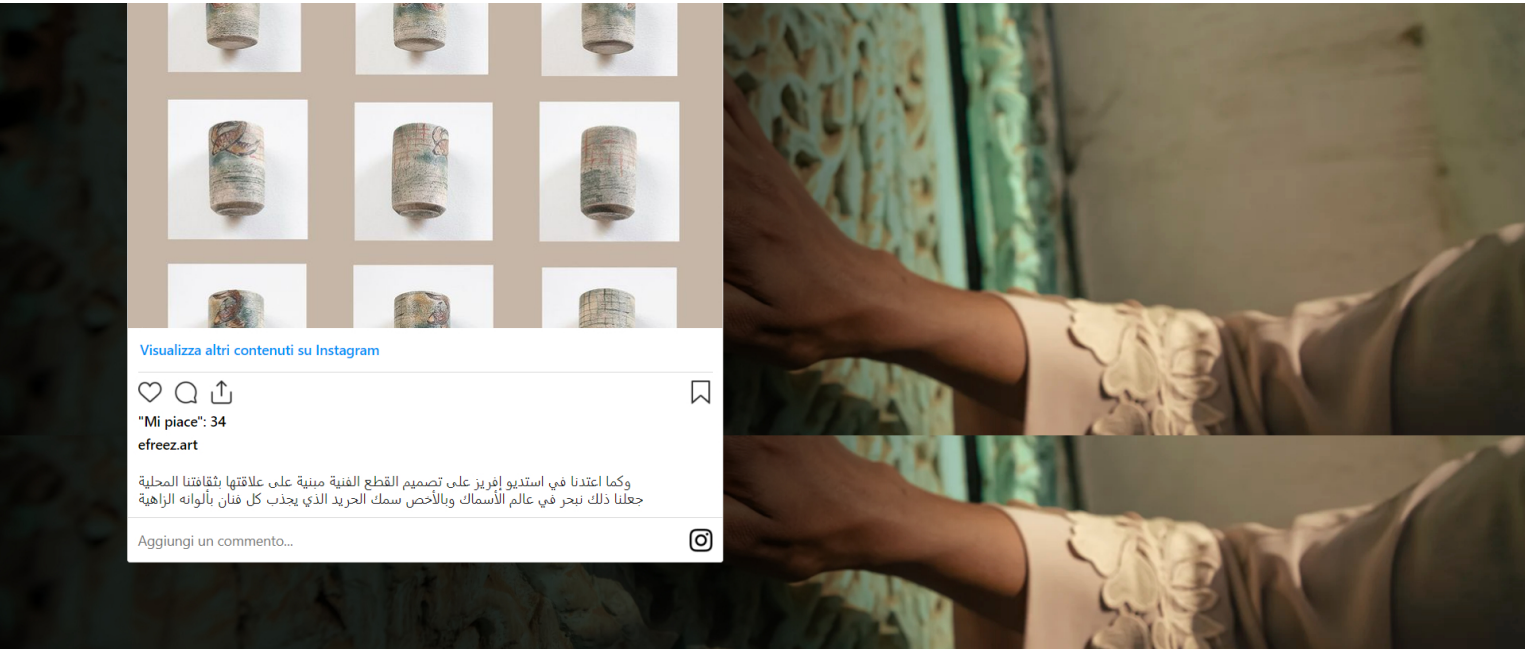 Visualizza altri contenuti su Instagram
"Mi piace": 34
efreez.art
وكما اعتدنا في استديو إفريز على تصميم القطع الفنية مبنية على علاقتها بثقافتنا المحلية
جعلنا ذلك نبحر في عالم الأسماك وبالأخص سمك الحريد الذي يجذب كل فنان بألوانه الزاهية
Aggiungi un commento...